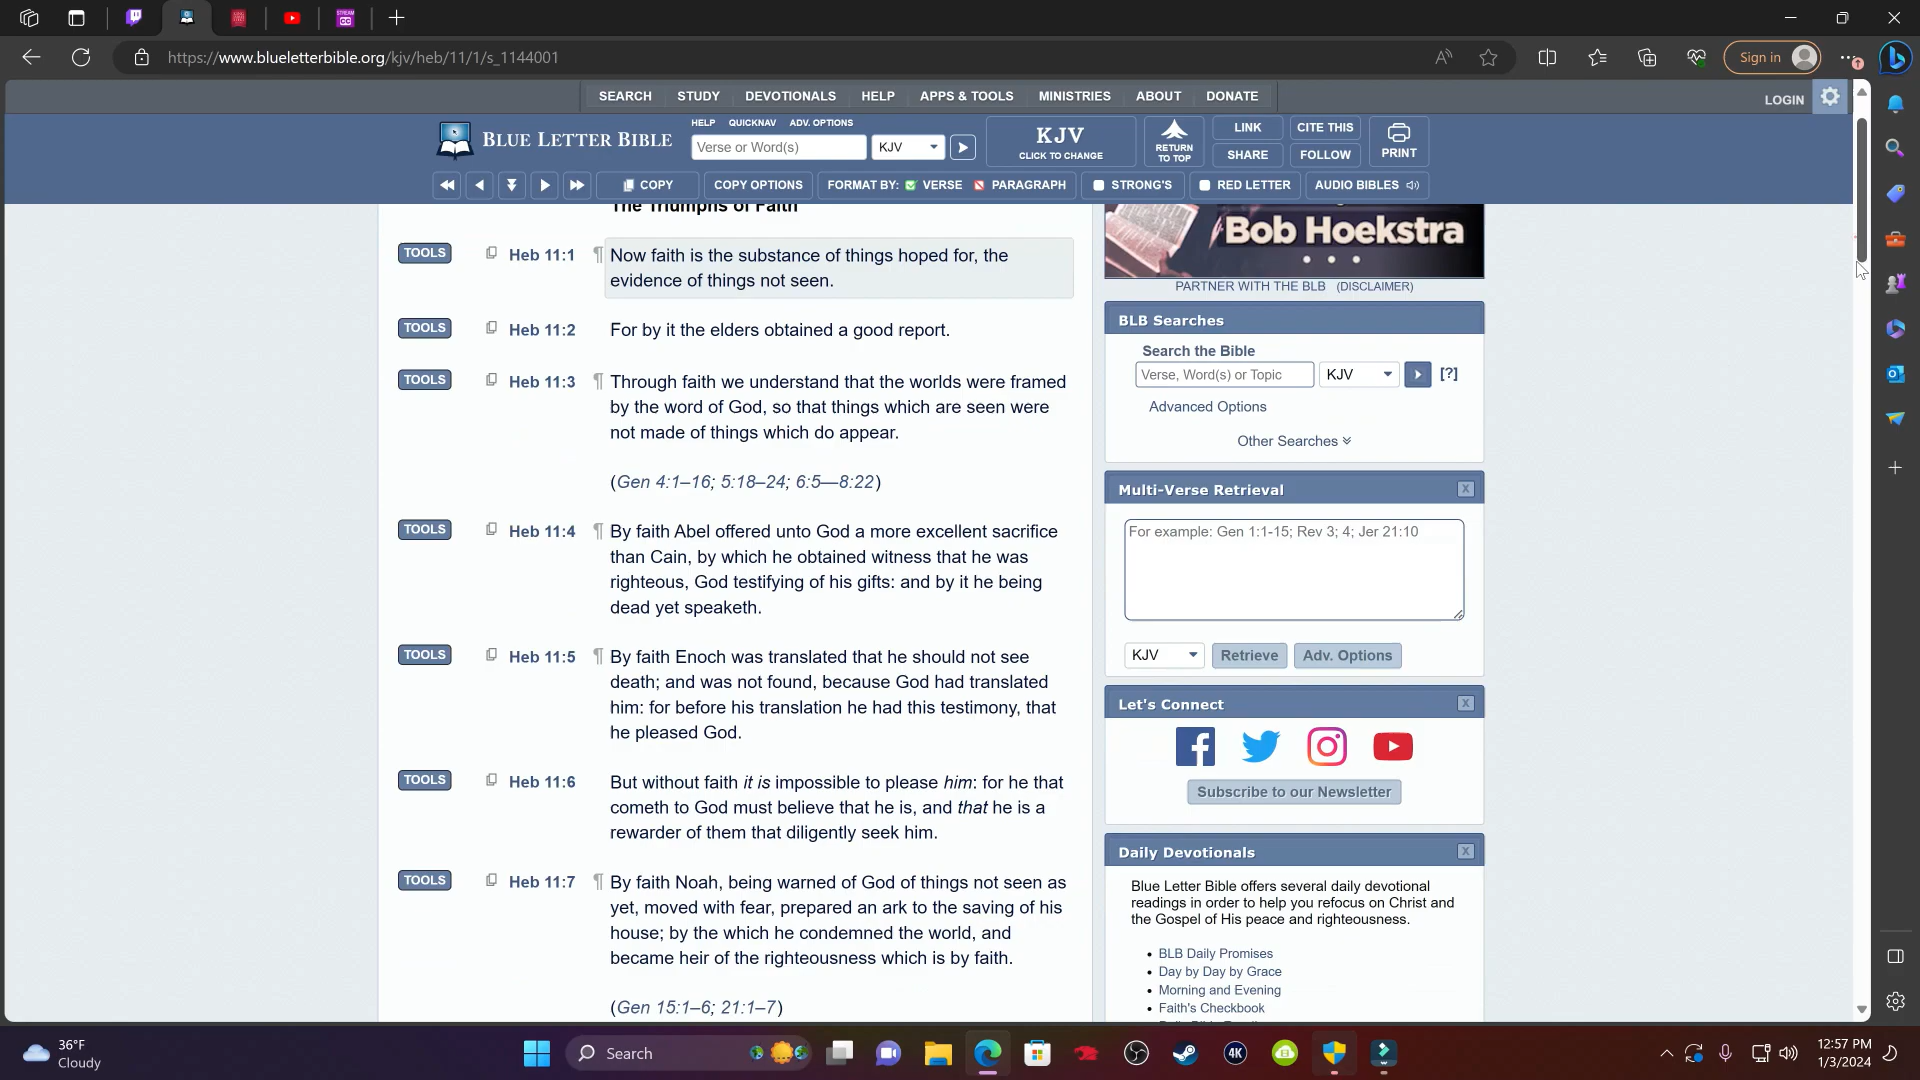 https://www.blueletterbible.org/kjv/heb/11/1/s_1144001
Sign in
SEARCH STUDY DEVOTIONALS HELP APPS & TOOLS MINISTRIES ABOUT DONATE
LOGIN
BLUE LETTER BIBLE
HELP QUICKNAV ADV. OPTIONS
Verse or Word(s) KJV
KJV
CLICK TO CHANGE
RETURN
TO TOP
LINK CITE THIS
SHARE FOLLOW
PRINT
COPY COPY OPTIONS FORMAT BY: VERSE PARAGRAPH STRONG'S RED LETTER AUDIO BIBLES
The Triumphs of Faith
TOOLS Heb 11:1 ¶ Now faith is the substance of things hoped for, the
evidence of things not seen.
TOOLS Heb 11:2 For by it the elders obtained a good report.
TOOLS Heb 11:3 ¶ Through faith we understand that the worlds were framed
by the word of God, so that things which are seen were
not made of things which do appear.
(Gen 4:1–16; 5:18–24; 6:5—8:22)
TOOLS Heb 11:4 ¶ By faith Abel offered unto God a more excellent sacrifice
than Cain, by which he obtained witness that he was
righteous, God testifying of his gifts: and by it he being
dead yet speaketh.
TOOLS Heb 11:5 ¶ By faith Enoch was translated that he should not see
death; and was not found, because God had translated
him: for before his translation he had this testimony, that
he pleased God.
TOOLS Heb 11:6 But without faith it is impossible to please him: for he that
cometh to God must believe that he is, and that he is a
rewarder of them that diligently seek him.
TOOLS Heb 11:7 ¶ By faith Noah, being warned of God of things not seen as
yet, moved with fear, prepared an ark to the saving of his
house; by the which he condemned the world, and
became heir of the righteousness which is by faith.
(Gen 15:1–6; 21:1–7)
Bob Hoekstra
PARTNER WITH THE BLB (DISCLAIMER)
BLB Searches
Search the Bible
Verse, Word(s) or Topic KJV [?]
Advanced Options
Other Searches
Multi-Verse Retrieval X
For example: Gen 1:1-15; Rev 3; 4; Jer 21:10
KJV Retrieve Adv. Options
Let's Connect X
Subscribe to our Newsletter
Daily Devotionals X
Blue Letter Bible offers several daily devotional
readings in order to help you refocus on Christ and
the Gospel of His peace and righteousness.
• BLB Daily Promises
• Day by Day by Grace
• Morning and Evening
• Faith's Checkbook
36°F
Cloudy
Search
4K
12:57 PM
1/3/2024